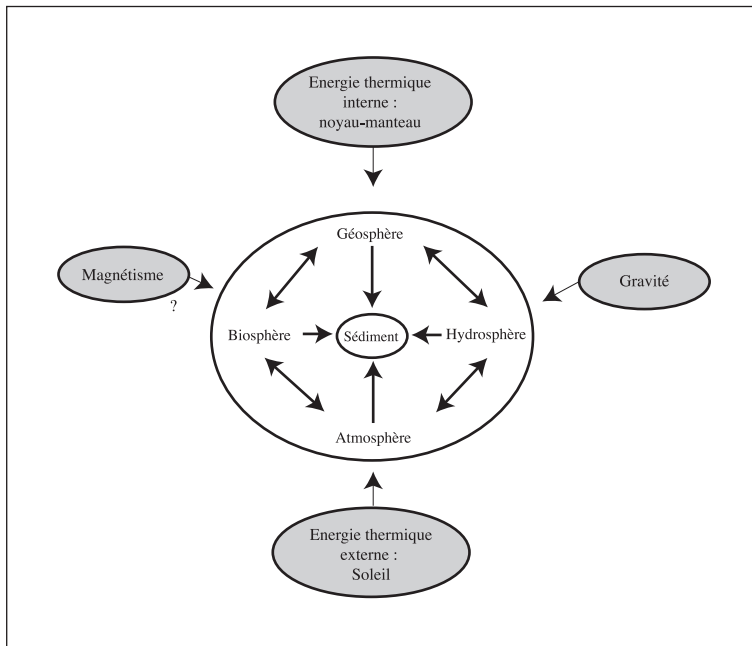 Energie thermique
interne :
noyau-manteau
Géosphère
Magnétisme
?
Gravité
Biosphère
Sédiment
Hydrosphère
Atmosphère
Energie thermique
externe :
Soleil